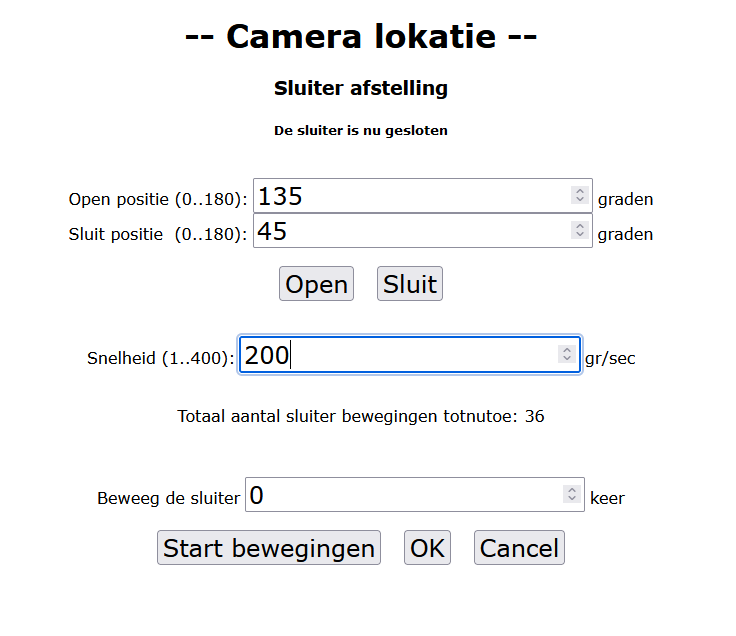 -- Camera lokatie --
Sluiter afstelling
De sluiter is nu gesloten
Open positie (0..180): 135 graden
Sluit positie (0..180): 45 graden
Open Sluit
Snelheid (1..400): 200 gr/sec
Totaal aantal sluiter bewegingen totnutoe: 36
Beweeg de sluiter 0 keer
Start bewegingen OK Cancel